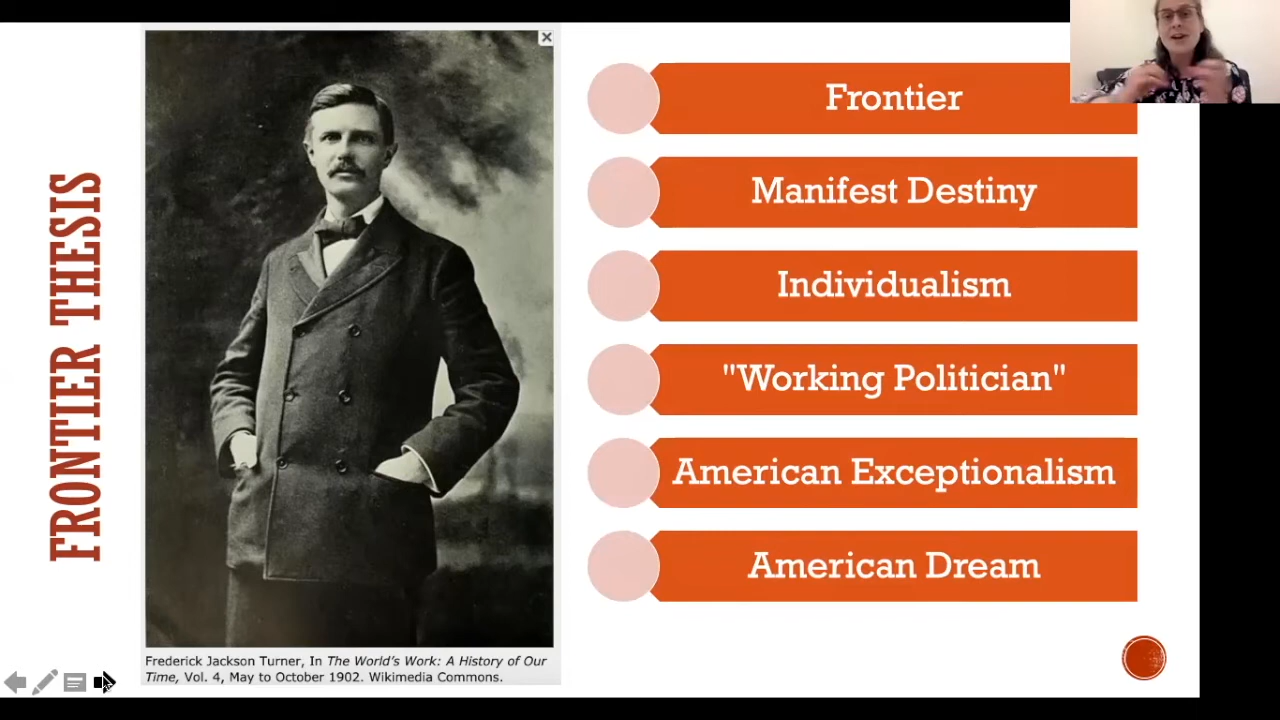 FRONTIER THESIS
Frederick Jackson Turner, In The World's Work: A History of Our
Time, Vol. 4, May to October 1902. Wikimedia Commons.
Frontier
Manifest Destiny
Individualism
"Working Politician"
American Exceptionalism
American Dream